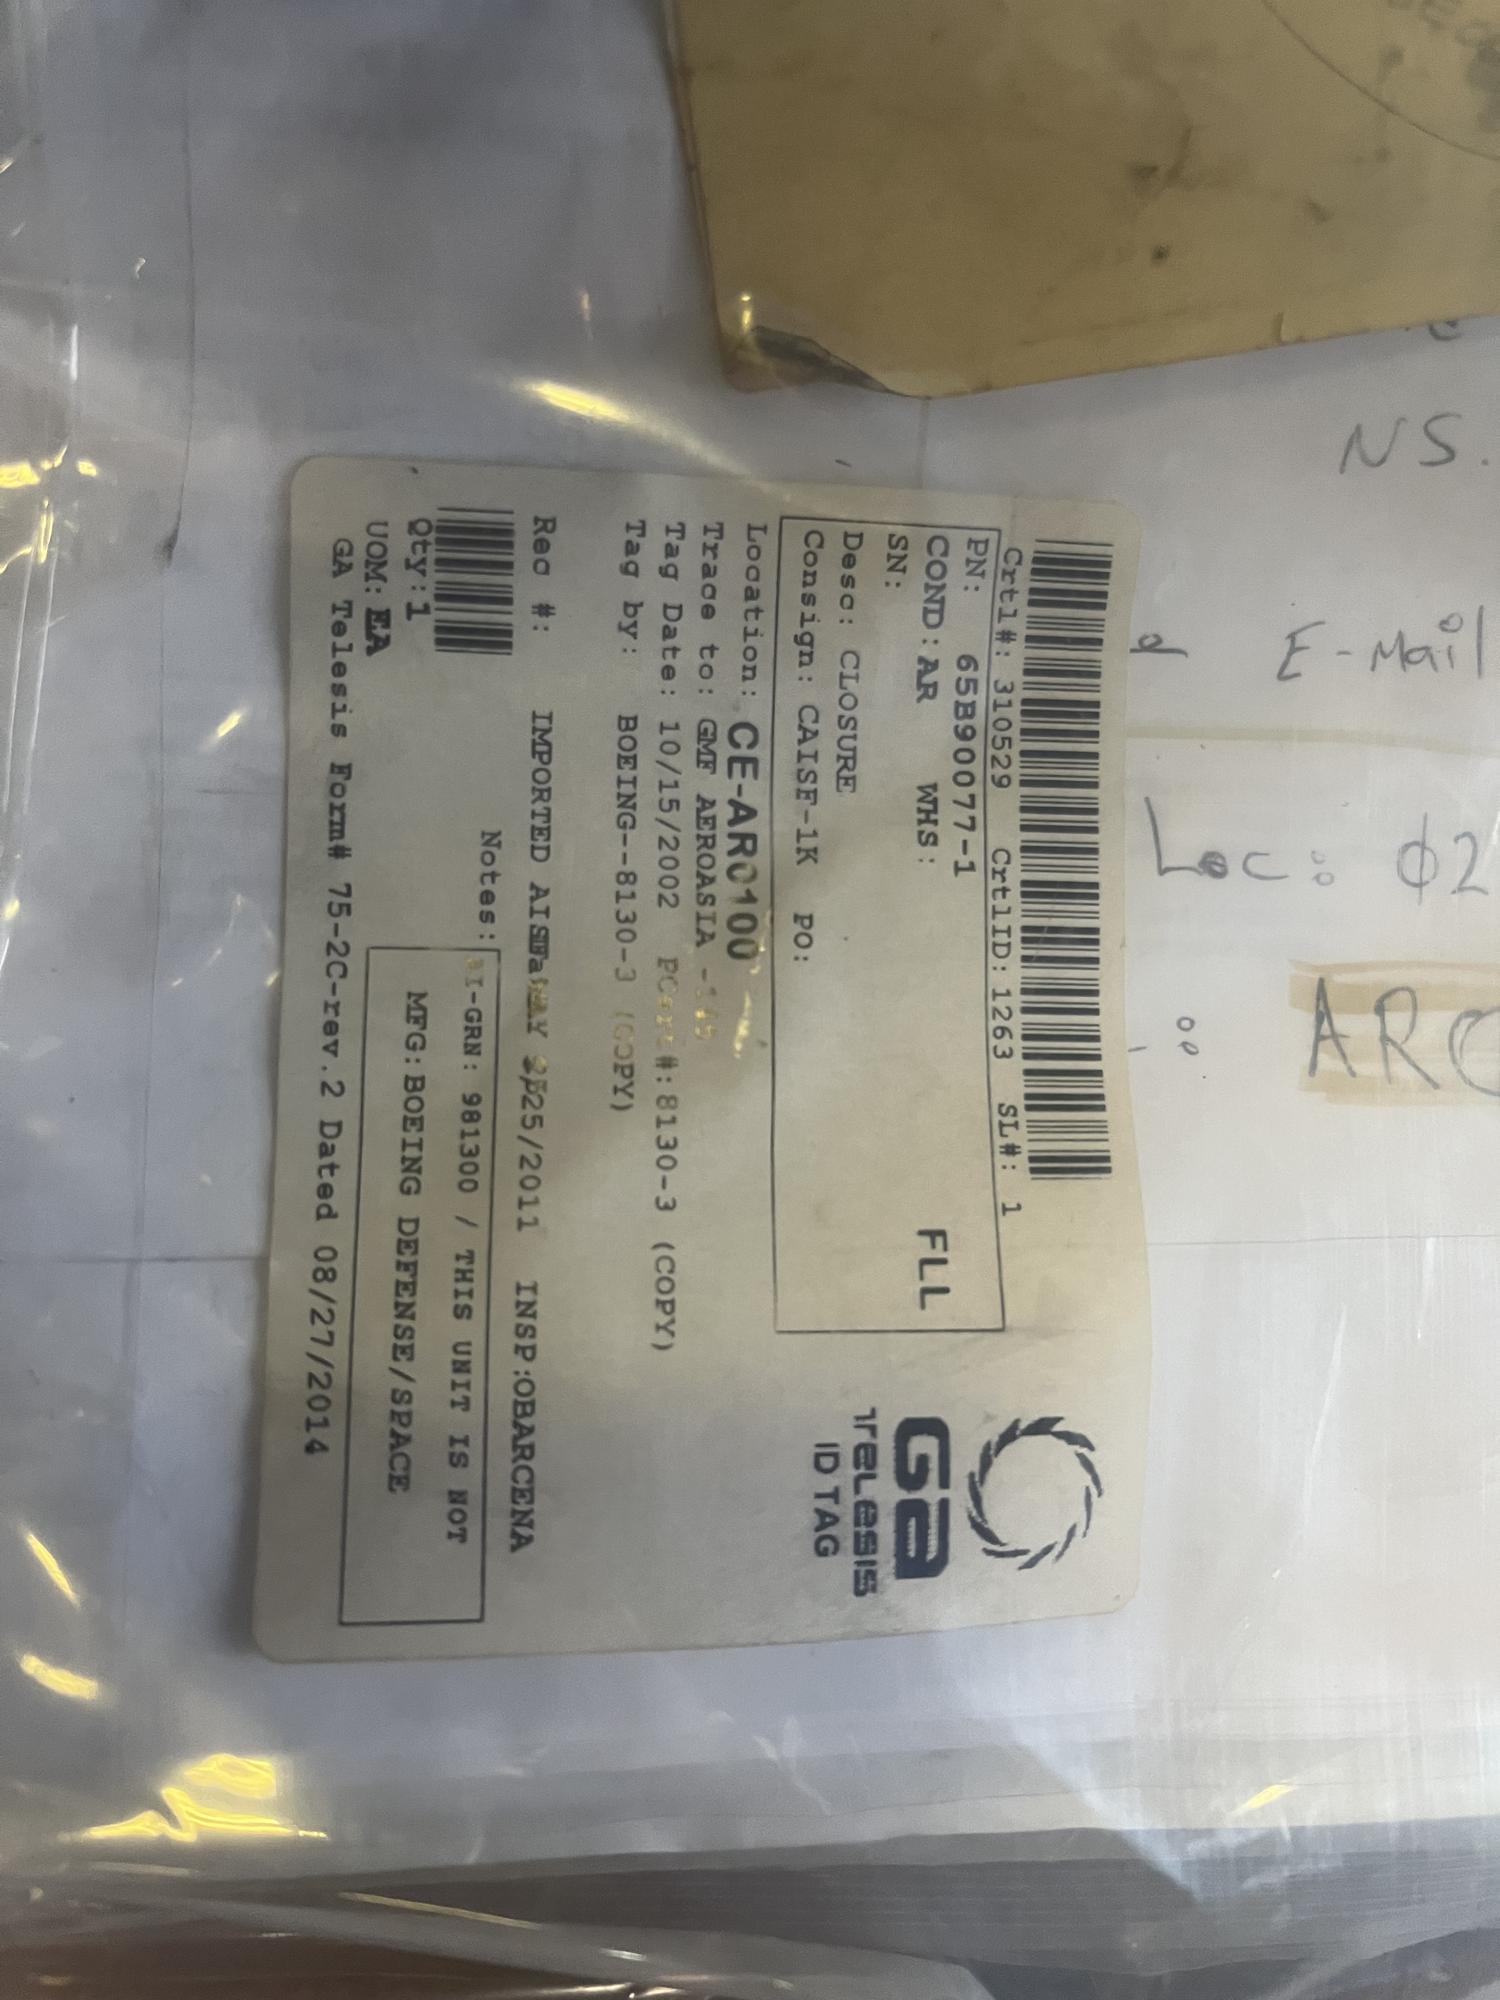 Crtl#: 310529 CrtlID: 1263 SL#: 1
PN: 65B90077-1
COND: AR WHS: FLL
SN:
Desc: CLOSURE
Consign: CAISF-1K PO:
Location: CE-AR0100
Trace to: GMF AEROASIA
Tag Date: 10/15/2002 #: 8130-3 (COPY)
Tag by: BOEING--8130-3 (COPY)
Rec #: IMPORTED 25/2011 INSP:OBARCENA
Notes: AI-GRN: 981300 / THIS UNIT IS NOT
MFG: BOEING DEFENSE/SPACE
Qty: 1
UOM: EA
GA Telesis Form# 75-2C-rev.2 Dated 08/27/2014
Ga
TELESIS
ID TAG
NS.
E-Mail
Loc: 02
ARC